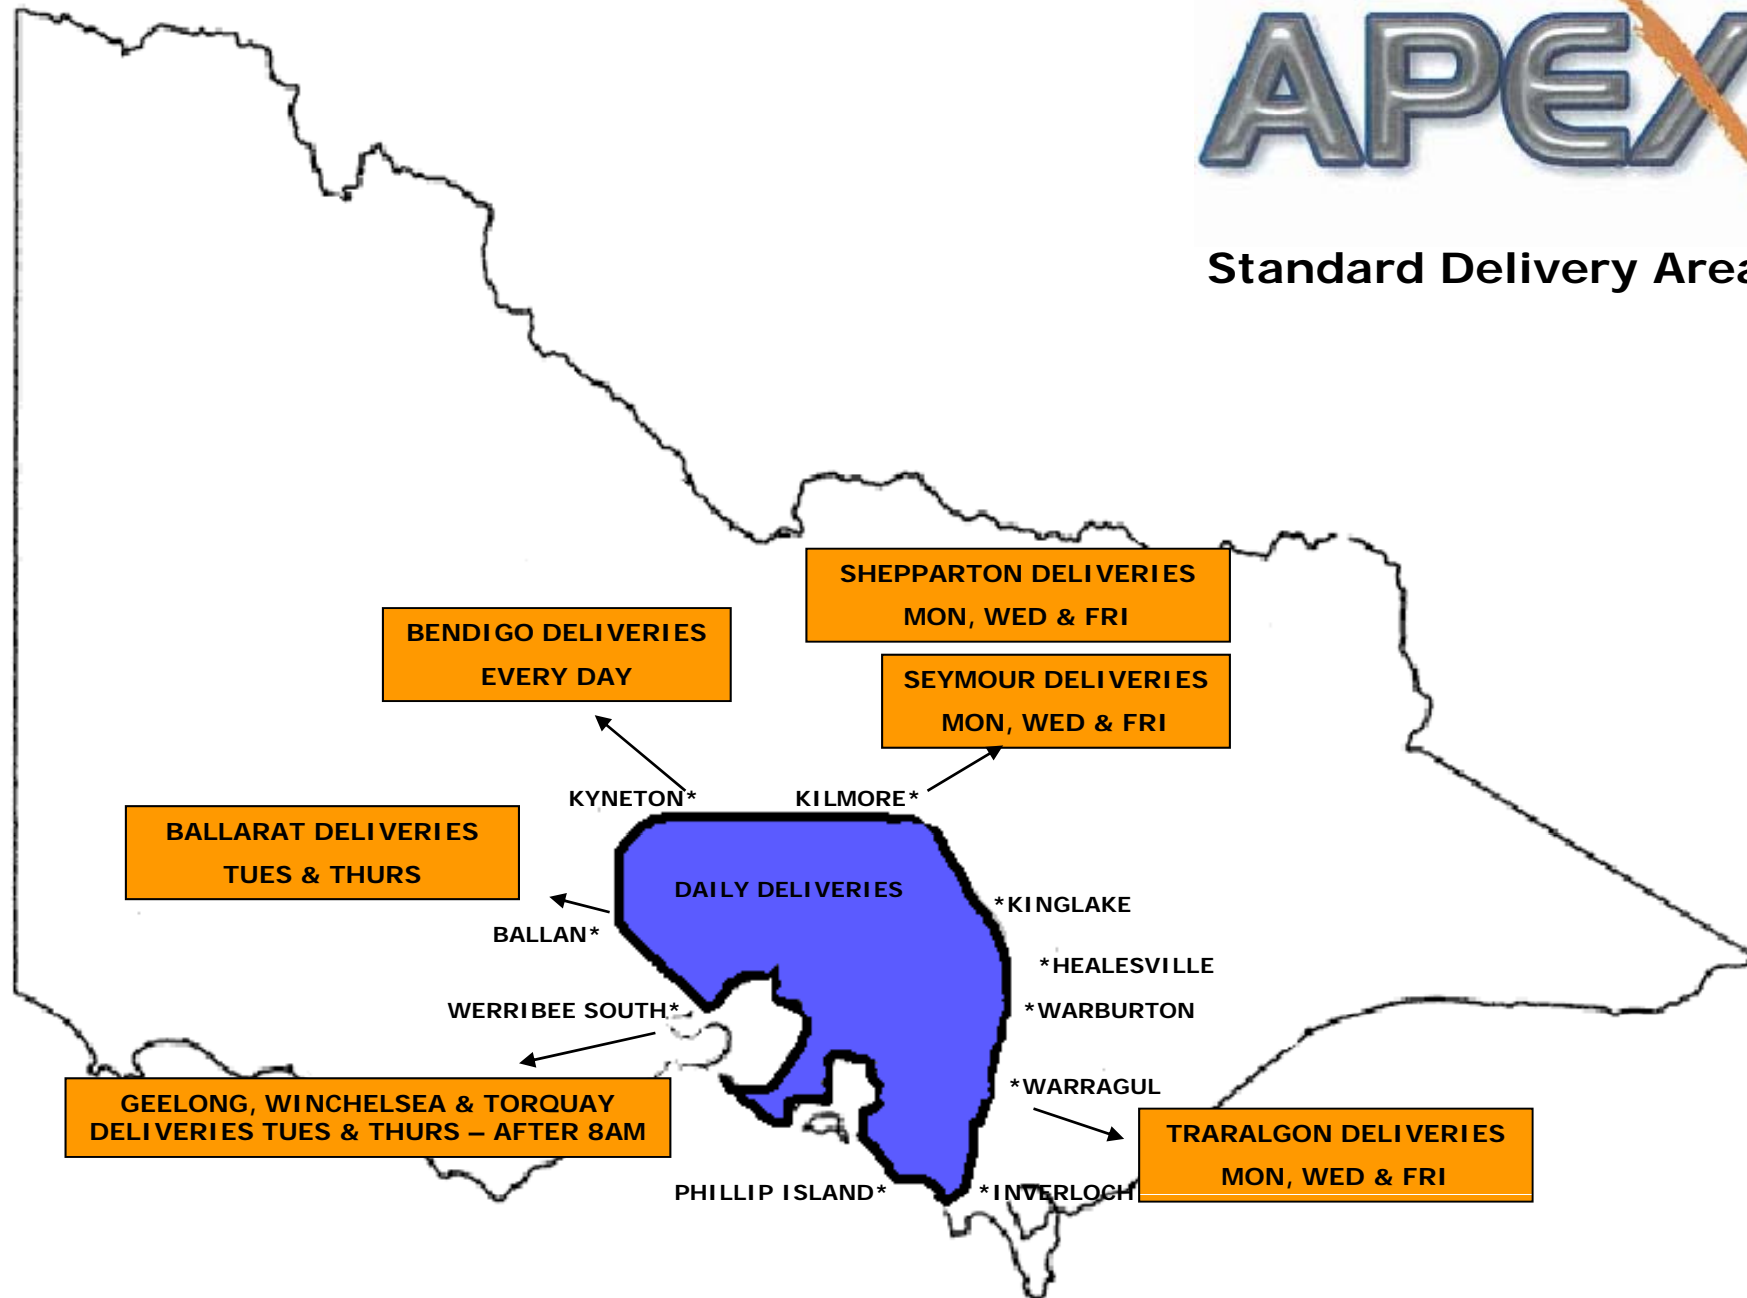 APEX
Standard Delivery Area
SHEPPARTON DELIVERIES
MON, WED & FRI
BENDIGO DELIVERIES
EVERY DAY
SEYMOUR DELIVERIES
MON, WED & FRI
KYNETON*
KILMORE*
BALLARAT DELIVERIES
TUES & THURS
DAILY DELIVERIES
*KINGLAKE
BALLAN*
*HEALESVILLE
WERRIBEE SOUTH*
*WARBURTON
*WARRAGUL
GEELONG, WINCHELSEA & TORQUAY
DELIVERIES TUES & THURS – AFTER 8AM
TRARALGON DELIVERIES
MON, WED & FRI
PHILLIP ISLAND*
*INVERLOCH